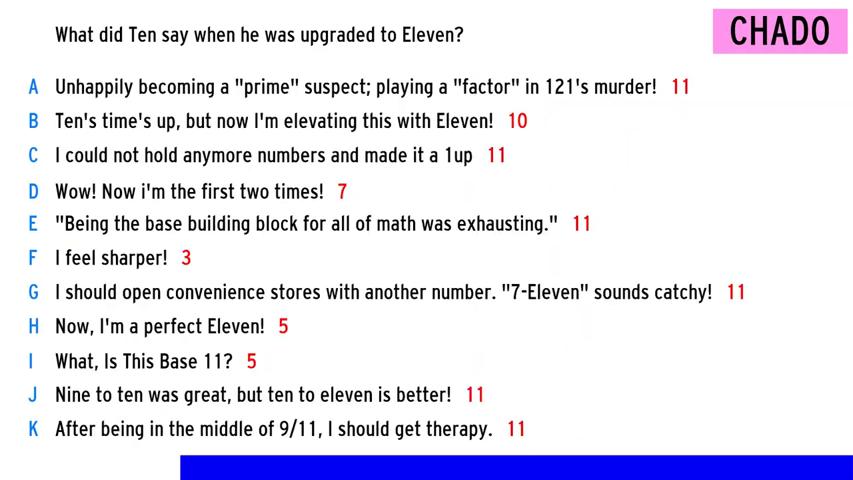 What did Ten say when he was upgraded to Eleven?
CHADO
A Unhappily becoming a "prime" suspect; playing a "factor" in 121's murder! 11
B Ten's time's up, but now I'm elevating this with Eleven! 10
C I could not hold anymore numbers and made it a 1up 11
D Wow! Now i'm the first two times! 7
E "Being the base building block for all of math was exhausting." 11
F I feel sharper! 3
G I should open convenience stores with another number. "7-Eleven" sounds catchy! 11
H Now, I'm a perfect Eleven! 5
I What, Is This Base 11? 5
J Nine to ten was great, but ten to eleven is better! 11
K After being in the middle of 9/11, I should get therapy. 11